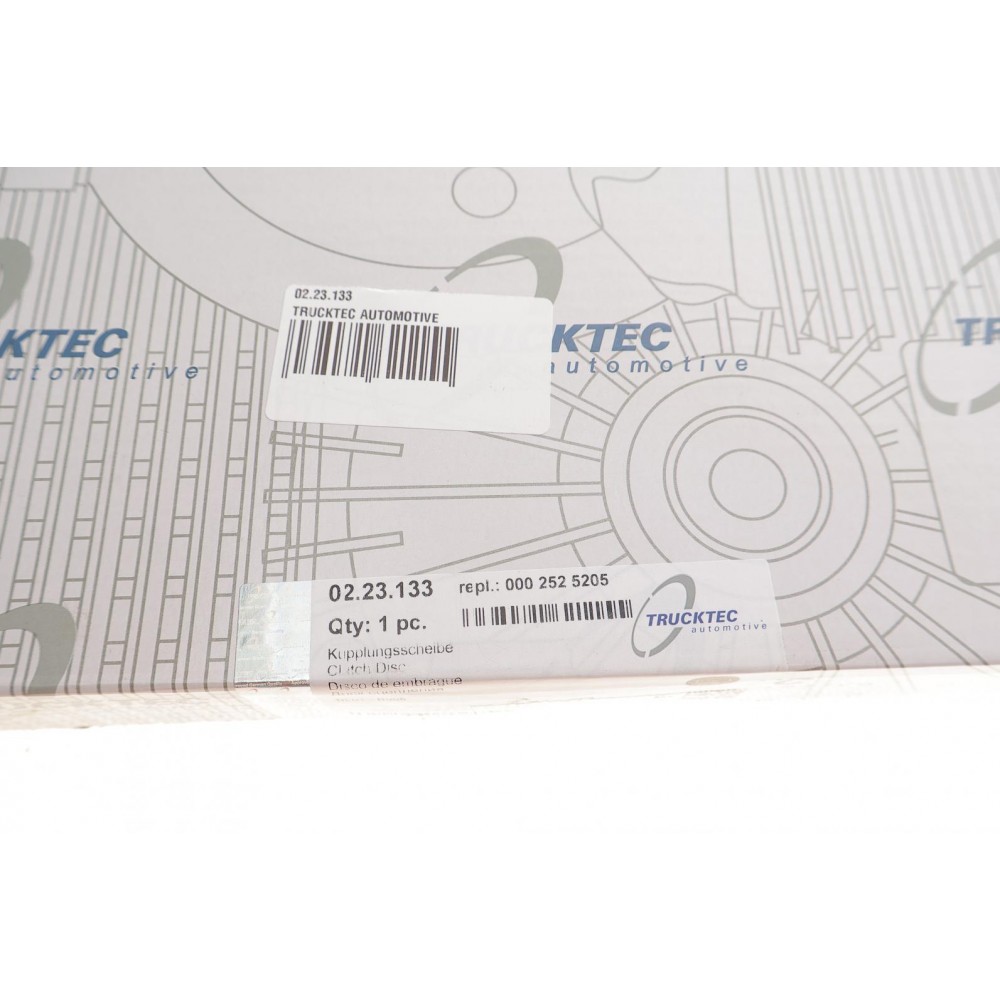 02.23.133
TRUCKTEC AUTOMOTIVE
KTEC
automotive
TRUCKTEC
automotive
TRUC
02.23.133
repl.: 000 252 5205
Qty: 1 pc.
TRUCKTEC
automotive
Kupplungsscheibe
Clutch Disc
Disco de embrague